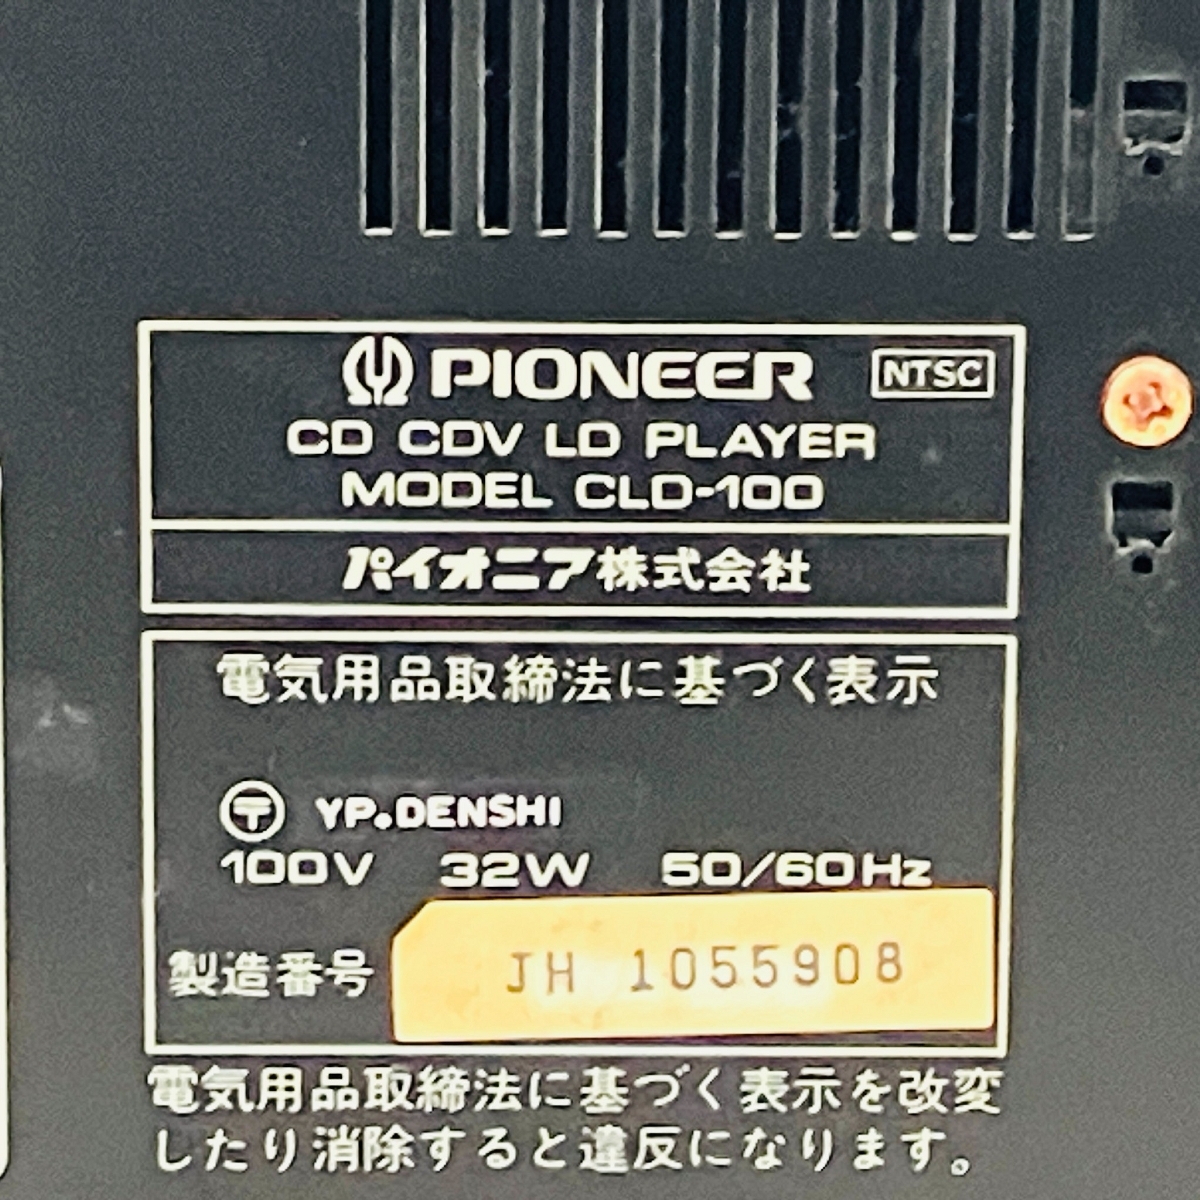 PIONEER NTSC
CD CDV LD PLAYER
MODEL CLD-100
パイオニア株式会社
電気用品取締法に基づく表示
〒 YP.DENSHI
100V 32W 50/60Hz
製造番号 JH 1055908
電気用品取締法に基づく表示を改変
したり消除すると違反になります。